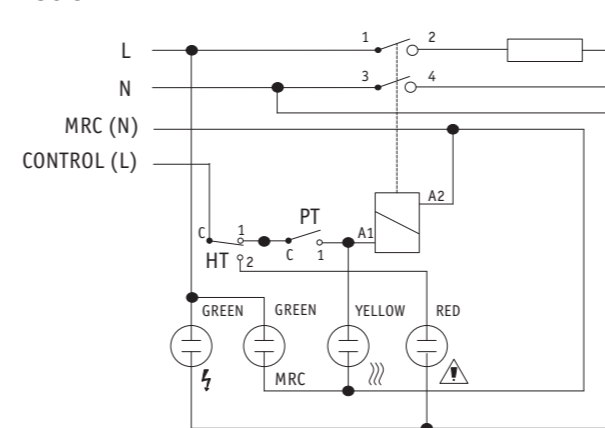 L 1 2
N 3 4
MRC (N)
CONTROL (L)
A2
C 1 PT A1
HT 2 C 1
GREEN GREEN YELLOW RED
MRC